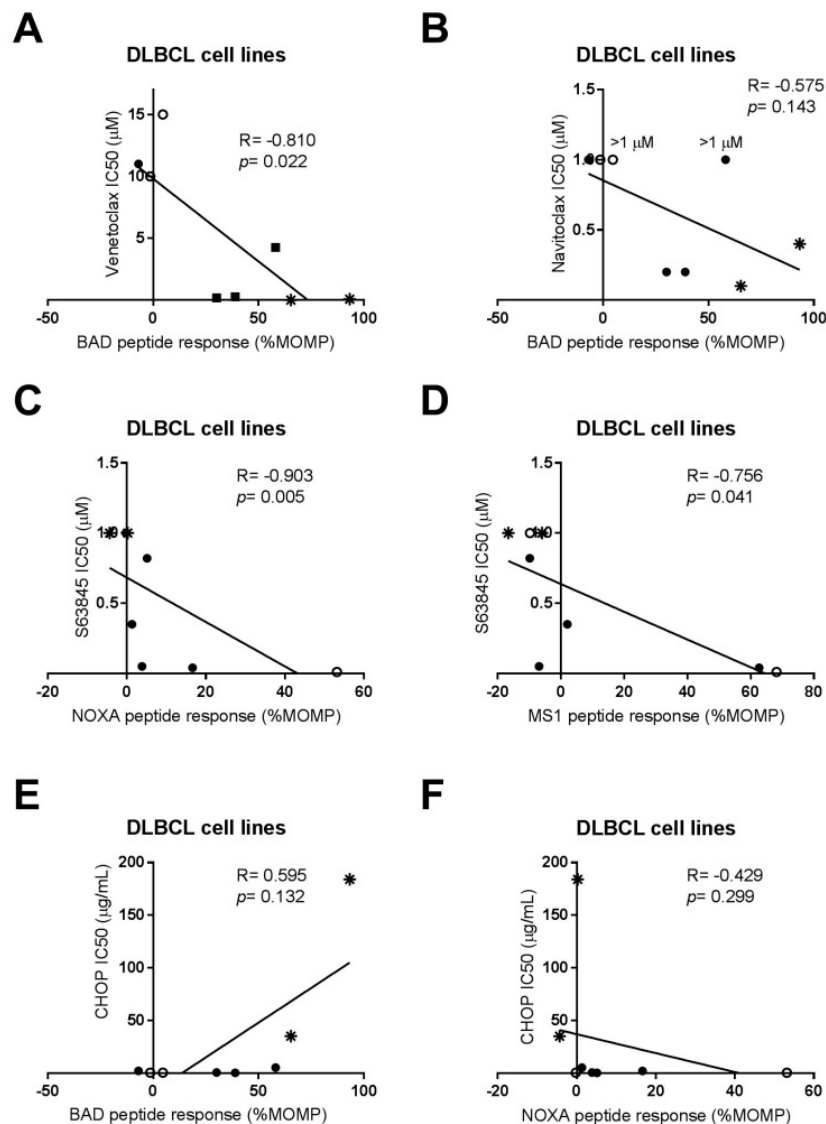 A
DLBCL cell lines
R= -0.810
p= 0.022
Venetoclax IC50 (μM)
15
10
5
-50 0 50 100
BAD peptide response (%MOMP)
B
DLBCL cell lines
R= -0.575
p= 0.143
Navitoclax IC50 (μM)
1.5
1.0
0.5
>1 μM
>1 μM
-50 0 50 100
BAD peptide response (%MOMP)
C
DLBCL cell lines
R= -0.903
p= 0.005
S63845 IC50 (μM)
1.5
1.0
0.5
-20 0 20 40 60
NOXA peptide response (%MOMP)
D
DLBCL cell lines
R= -0.756
p= 0.041
S63845 IC50 (μM)
1.5
1.0
0.5
-20 0 20 40 60 80
MS1 peptide response (%MOMP)
E
DLBCL cell lines
R= 0.595
p= 0.132
CHOP IC50 (μg/mL)
200
150
100
50
-50 0 50 100
BAD peptide response (%MOMP)
F
DLBCL cell lines
R= -0.429
p= 0.299
CHOP IC50 (μg/mL)
200
150
100
50
-20 0 20 40 60
NOXA peptide response (%MOMP)